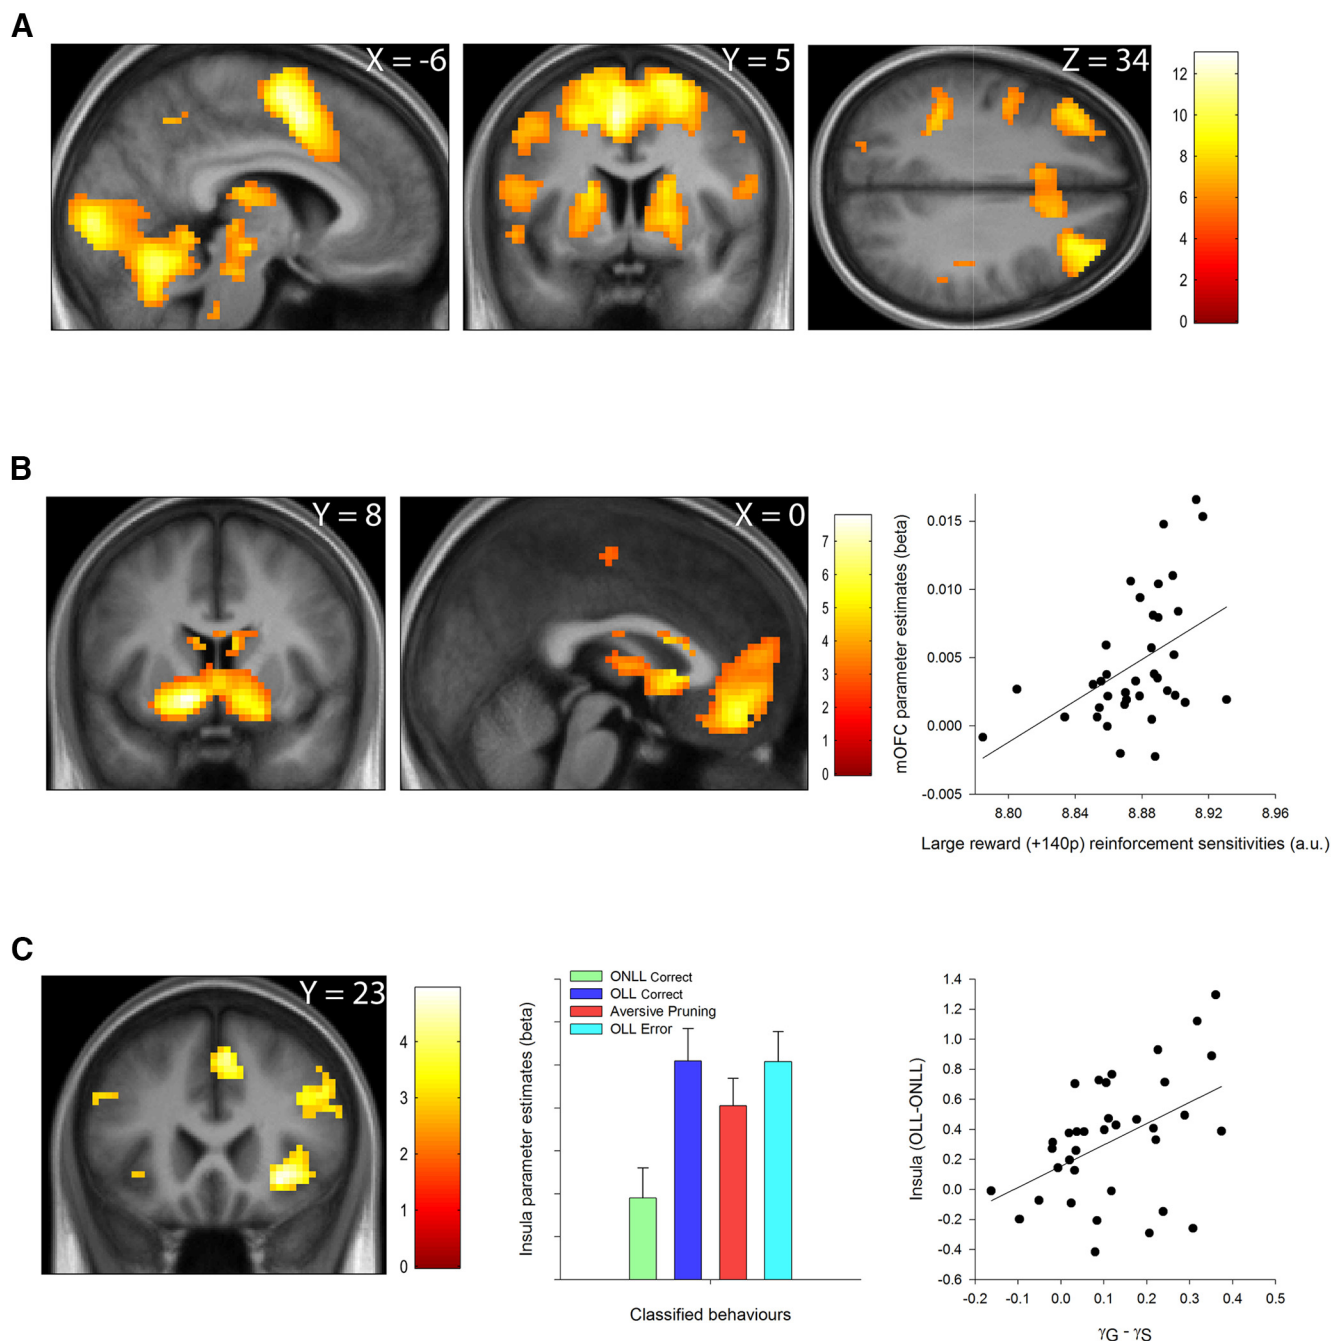 A
X = -6
Y = 5
Z = 34
12
10
8
6
4
2
0
B
Y = 8
X = 0
7
6
5
4
3
2
1
0
mOFC parameter estimates (beta)
0.015
0.010
0.005
0.000
-0.005
8.80 8.84 8.88 8.92 8.96
Large reward (+140p) reinforcement sensitivities (a.u.)
C
Y = 23
4
3
2
1
0
Insula parameter estimates (beta)
ONLL Correct
OLL Correct
Aversive Pruning
OLL Error
Classified behaviours
Insula (OLL-ONLL)
1.4
1.2
1.0
0.8
0.6
0.4
0.2
0.0
-0.2
-0.4
-0.6
-0.2 -0.1 0.0 0.1 0.2 0.3 0.4 0.5
γG - γS